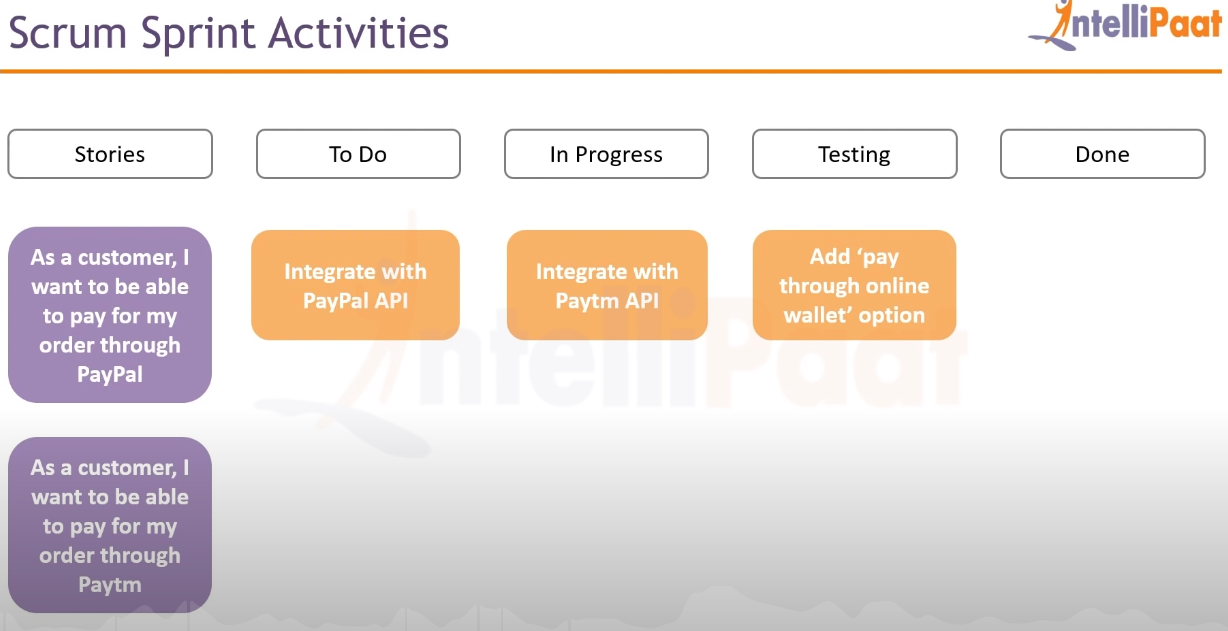 Scrum Sprint Activities
IntelliPaat
Stories
To Do
In Progress
Testing
Done
As a customer, I
want to be able
to pay for my
order through
PayPal
Integrate with
PayPal API
Integrate with
Paytm API
Add ‘pay
through online
wallet’ option
IntelliPaat
As a customer, I
want to be able
to pay for my
order through
Paytm